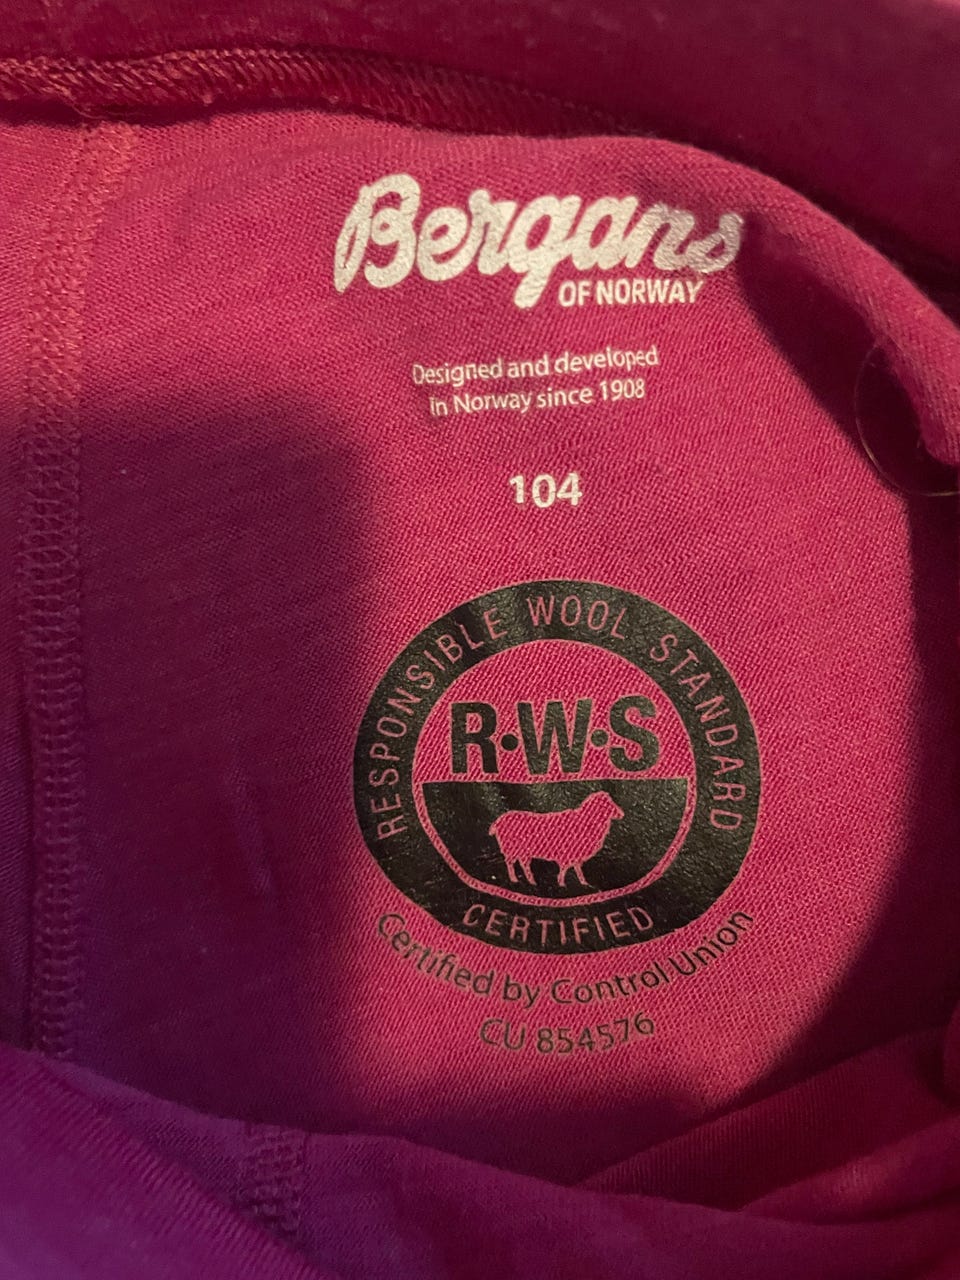 Bergans
OF NORWAY
Designed and developed
in Norway since 1908
104
RESPONSIBLE WOOL STANDARD
R·W·S
CERTIFIED
Certified by Control Union
CU 854576